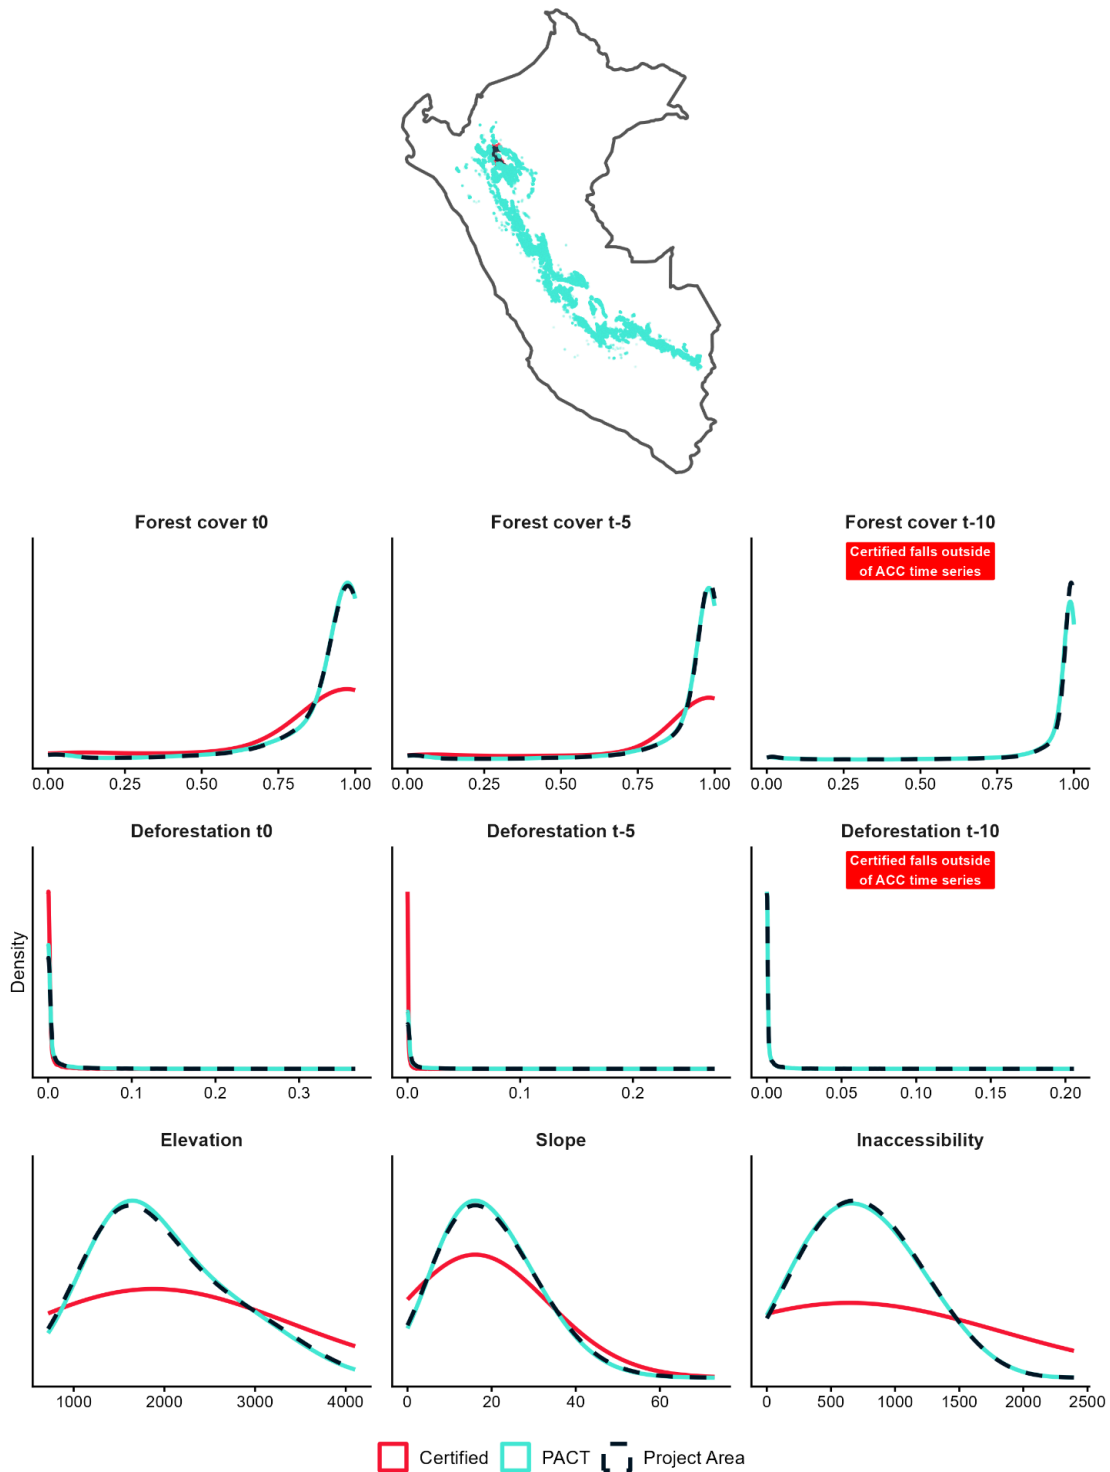 Forest cover t0
Forest cover t-5
Forest cover t-10
Certified falls outside
of ACC time series
0.00 0.25 0.50 0.75 1.00
0.00 0.25 0.50 0.75 1.00
0.00 0.25 0.50 0.75 1.00
Deforestation t0
Deforestation t-5
Deforestation t-10
Certified falls outside
of ACC time series
Density
0.0 0.1 0.2 0.3
0.0 0.1 0.2
0.00 0.05 0.10 0.15 0.20
Elevation
Slope
Inaccessibility
1000 2000 3000 4000
0 20 40 60
0 500 1000 1500 2000 2500
Certified PACT Project Area